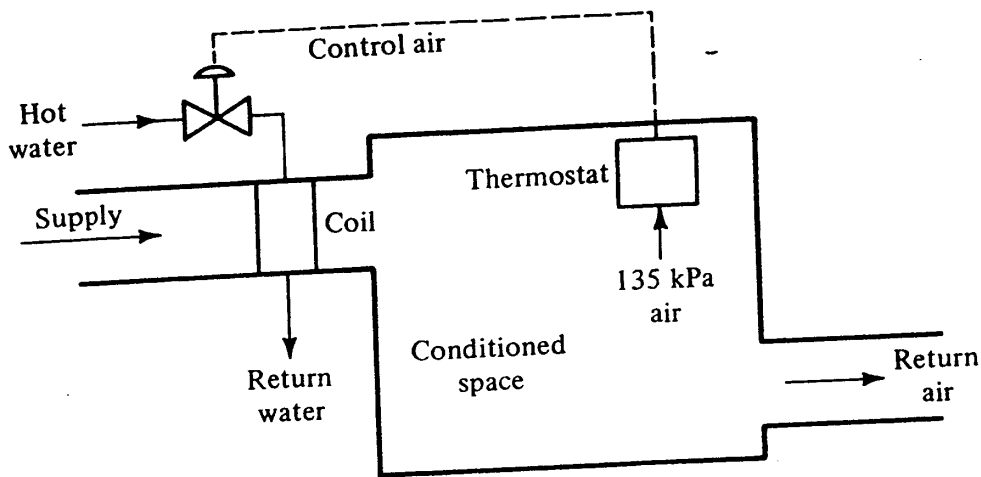 Control air
Hot
water
Thermostat
Supply
Coil
135 kPa
air
Conditioned
space
Return
water
Return
air